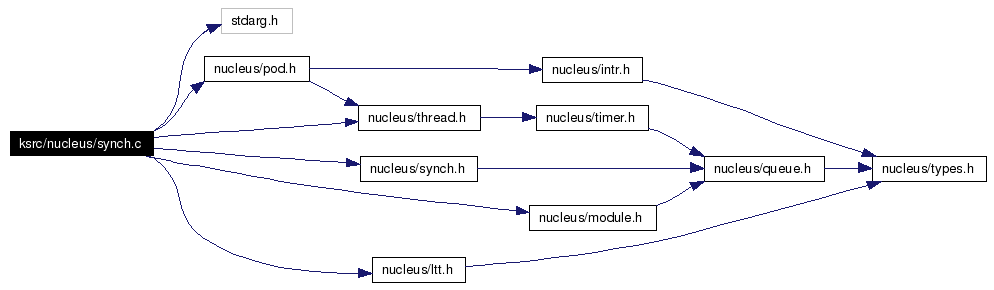 stdarg.h
nucleus/pod.h
nucleus/intr.h
nucleus/thread.h
nucleus/timer.h
ksrc/nucleus/synch.c
nucleus/synch.h
nucleus/queue.h
nucleus/types.h
nucleus/module.h
nucleus/ltt.h